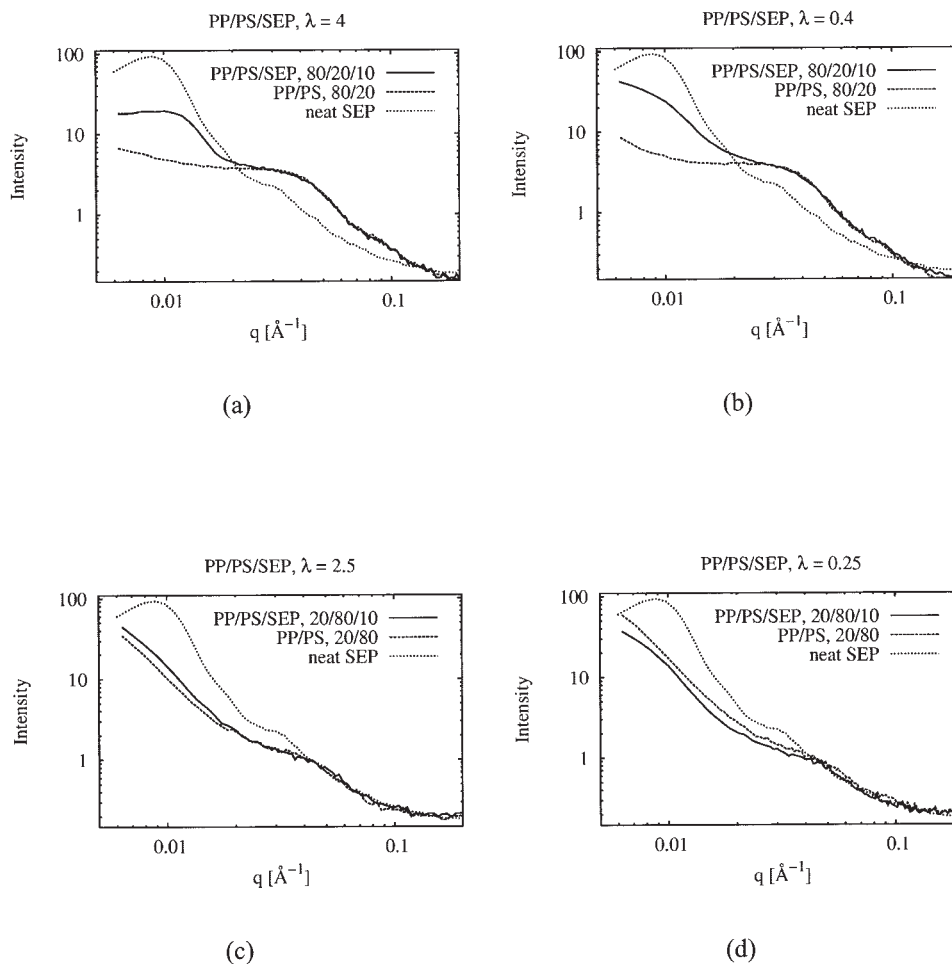 PP/PS/SEP, λ = 4
100
10
1
Intensity
PP/PS/SEP, 80/20/10
PP/PS, 80/20
neat SEP
0.01
0.1
q [Å⁻¹]
(a)
PP/PS/SEP, λ = 0.4
100
10
1
Intensity
PP/PS/SEP, 80/20/10
PP/PS, 80/20
neat SEP
0.01
0.1
q [Å⁻¹]
(b)
PP/PS/SEP, λ = 2.5
100
10
1
Intensity
PP/PS/SEP, 20/80/10
PP/PS, 20/80
neat SEP
0.01
0.1
q [Å⁻¹]
(c)
PP/PS/SEP, λ = 0.25
100
10
1
Intensity
PP/PS/SEP, 20/80/10
PP/PS, 20/80
neat SEP
0.01
0.1
q [Å⁻¹]
(d)